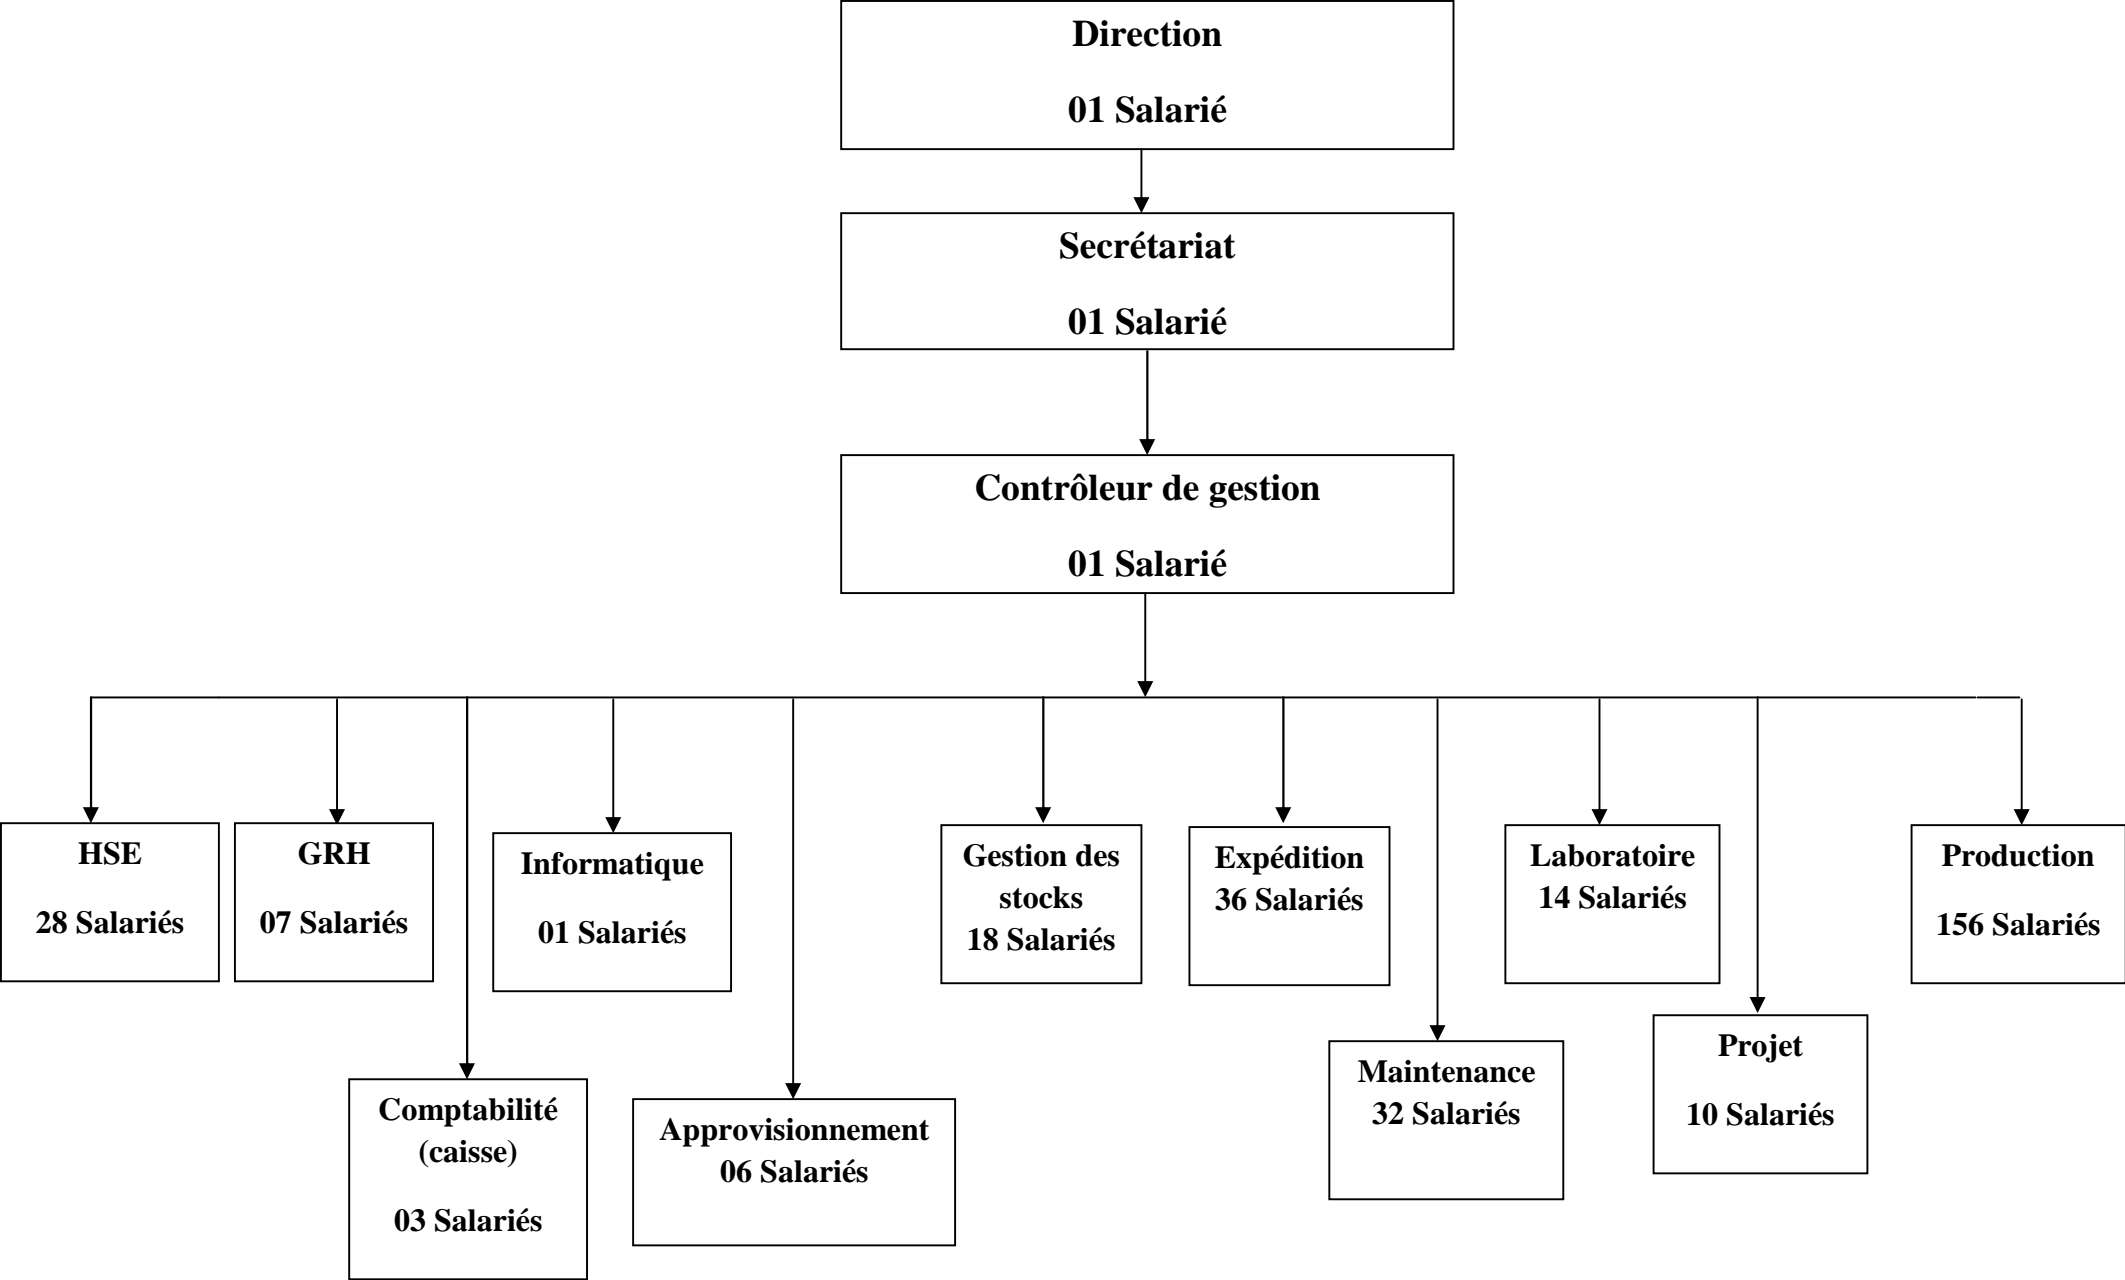 Direction
01 Salarié
Secrétariat
01 Salarié
Contrôleur de gestion
01 Salarié
HSE
28 Salariés
GRH
07 Salariés
Informatique
01 Salariés
Gestion des
stocks
18 Salariés
Expédition
36 Salariés
Laboratoire
14 Salariés
Production
156 Salariés
Comptabilité
(caisse)
03 Salariés
Approvisionnement
06 Salariés
Maintenance
32 Salariés
Projet
10 Salariés